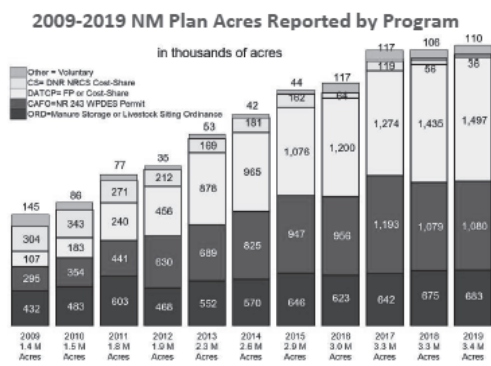 2009-2019 NM Plan Acres Reported by Program
in thousands of acres
Other = Voluntary
CS= DNR NRCS Cost-Share
DATCP= FP or Cost-Share
CAFO=NR 243 WPDES Permit
ORD=Manure Storage or Livestock Siting Ordinance
145 86 77 35 53 42 44 117 117 106 110
304 343 271 212 169 181 162 64 119 56 36
107 183 240 456 878 965 1,076 1,200 1,274 1,435 1,497
295 354 441 630 689 825 947 956 1,193 1,079 1,080
432 483 603 468 552 570 646 623 642 675 683
2009 2010 2011 2012 2013 2014 2015 2016 2017 2018 2019
1.4 M 1.5 M 1.8 M 1.9 M 2.3 M 2.6 M 2.9 M 3.0 M 3.3 M 3.3 M 3.4 M
Acres Acres Acres Acres Acres Acres Acres Acres Acres Acres Acres